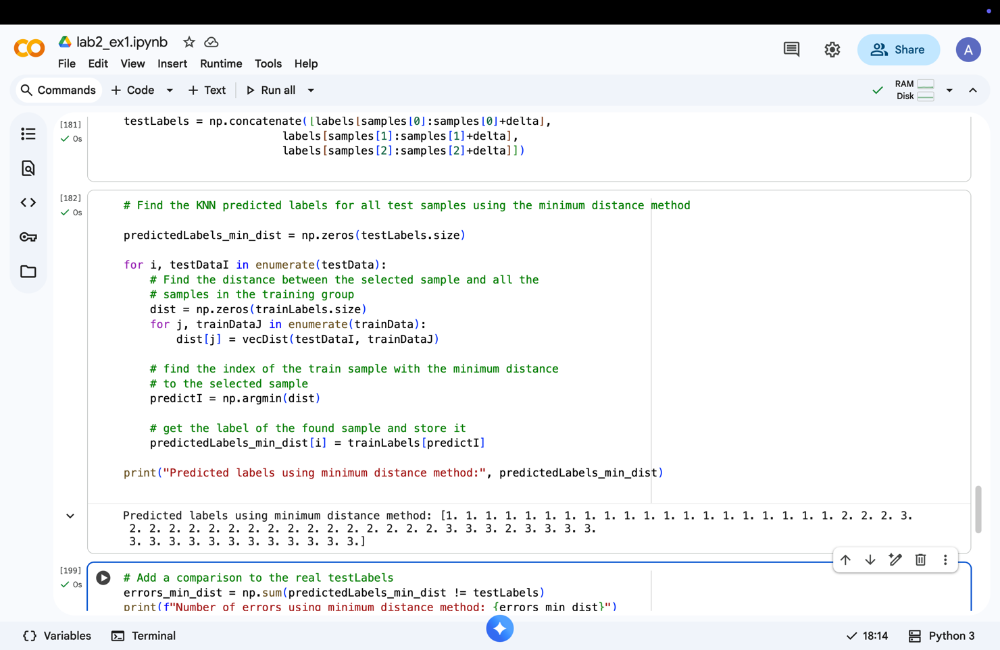 lab2_ex1.ipynb
Share
A
File Edit View Insert Runtime Tools Help
Commands + Code + Text Run all
RAM
Disk
[181]
0s
testLabels = np.concatenate([labels[samples[0]:samples[0]+delta],
labels[samples[1]:samples[1]+delta],
labels[samples[2]:samples[2]+delta]])
[182]
0s
# Find the KNN predicted labels for all test samples using the minimum distance method
predictedLabels_min_dist = np.zeros(testLabels.size)
for i, testDataI in enumerate(testData):
# Find the distance between the selected sample and all the
# samples in the training group
dist = np.zeros(trainLabels.size)
for j, trainDataJ in enumerate(trainData):
dist[j] = vecDist(testDataI, trainDataJ)
# find the index of the train sample with the minimum distance
# to the selected sample
predictI = np.argmin(dist)
# get the label of the found sample and store it
predictedLabels_min_dist[i] = trainLabels[predictI]
print("Predicted labels using minimum distance method:", predictedLabels_min_dist)
Predicted labels using minimum distance method: [1. 1. 1. 1. 1. 1. 1. 1. 1. 1. 1. 1. 1. 1. 1. 1. 1. 1. 1. 1. 2. 2. 2. 3.
2. 2. 2. 2. 2. 2. 2. 2. 2. 2. 2. 2. 2. 2. 2. 2. 3. 3. 3. 2. 3. 3. 3. 3.
3. 3. 3. 3. 3. 3. 3. 3. 3. 3. 3. 3.]
[199]
0s
# Add a comparison to the real testLabels
errors_min_dist = np.sum(predictedLabels_min_dist != testLabels)
print(f"Number of errors using minimum distance method: {errors_min_dist}")
Variables Terminal
18:14 Python 3